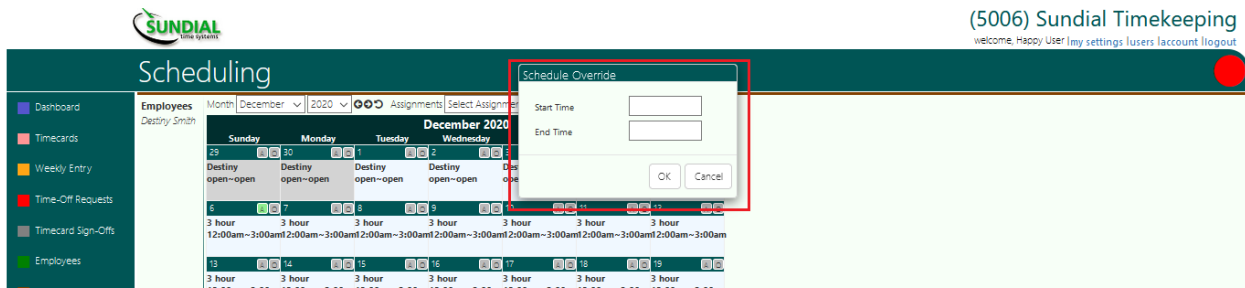 SUNDIAL
time systems
(5006) Sundial Timekeeping
welcome, Happy User |my settings |users |account |logout
Scheduling
Dashboard
Timecards
Weekly Entry
Time-Off Requests
Timecard Sign-Offs
Employees
Employees
Destiny Smith
Month December 2020 Assignments Select Assignmen
December 2020
Sunday Monday Tuesday Wednesday
29 30 1 2 3
Destiny Destiny Destiny Destiny Des
open~open open~open open~open open~open ope
6 7 8 9 10 11 12
3 hour 3 hour 3 hour 3 hour 3 hour 3 hour 3 hour
12:00am~3:00am 12:00am~3:00am 12:00am~3:00am 12:00am~3:00am 12:00am~3:00am 12:00am~3:00am 12:00am~3:00am
13 14 15 16 17 18 19
3 hour 3 hour 3 hour 3 hour 3 hour 3 hour 3 hour
Schedule Override
Start Time
End Time
OK Cancel